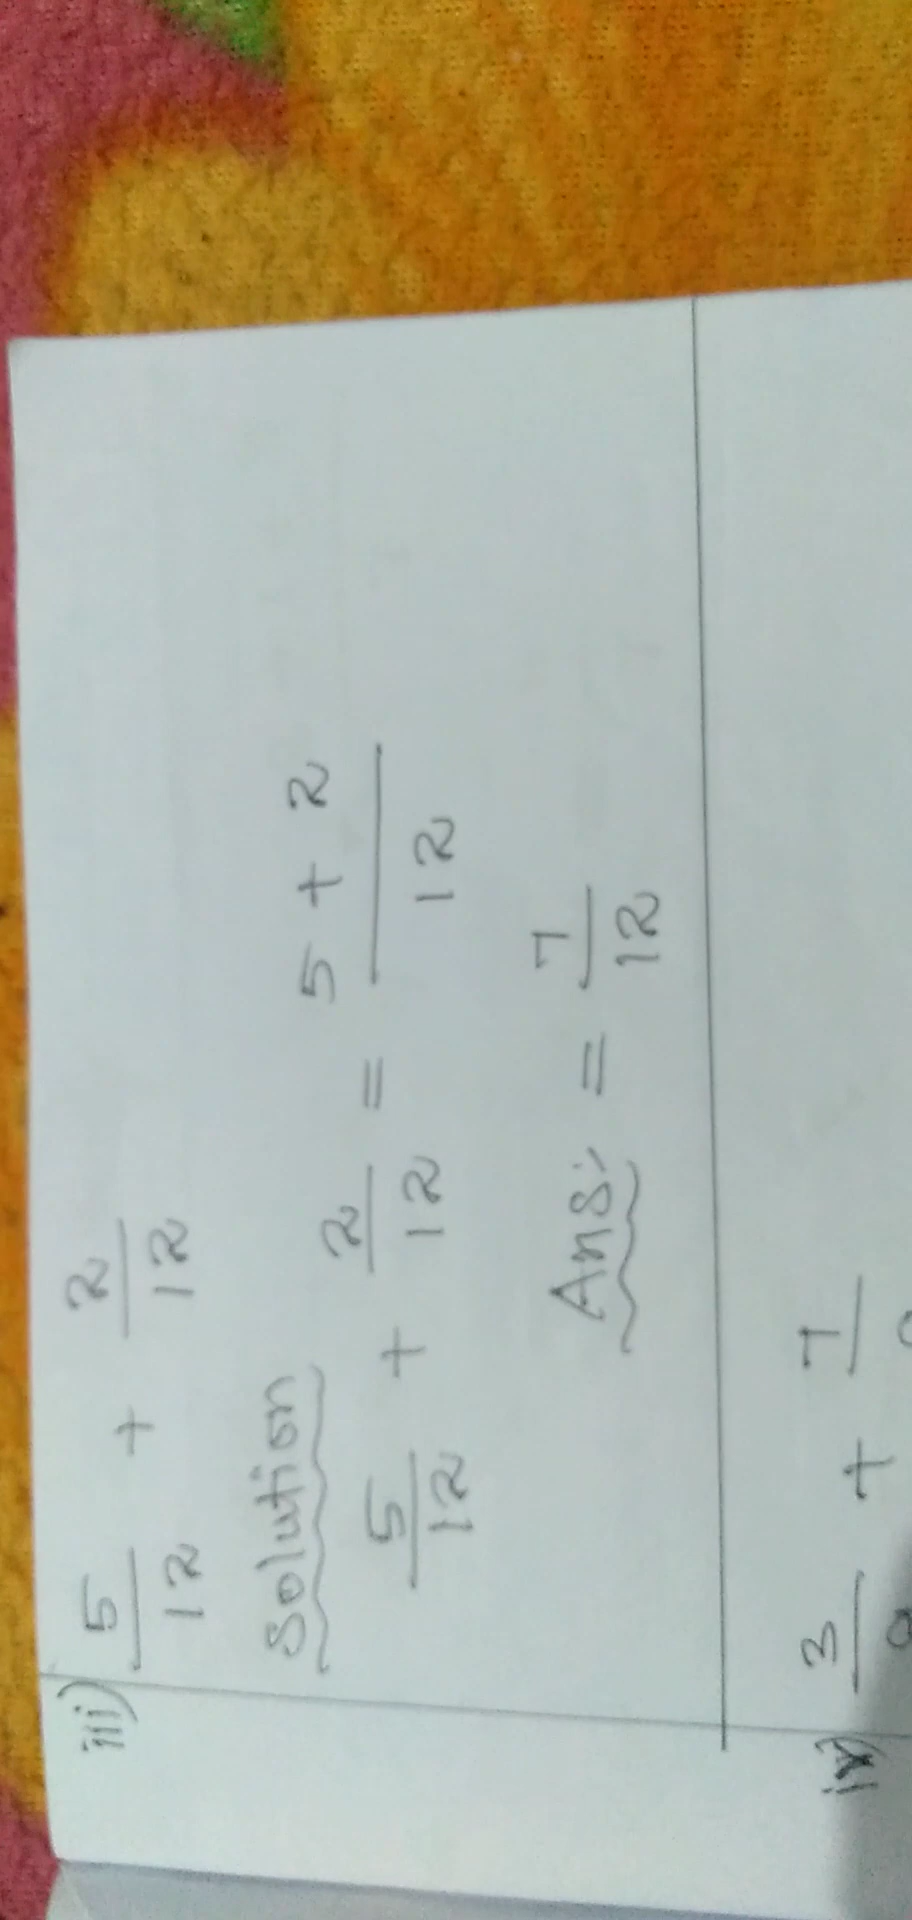 iii) 5/12 + 2/12
Solution
5/12 + 2/12 = 5 + 2/12
Ans:- = 7/12
iv) 3/ + 7/